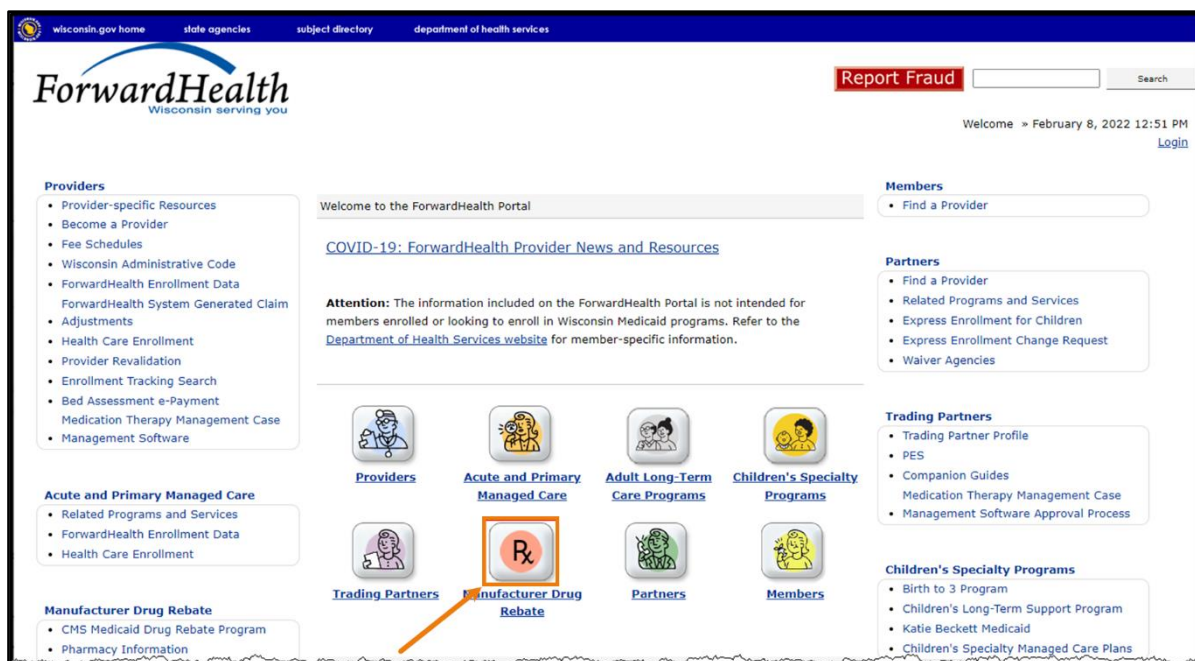 wisconsin.gov home state agencies subject directory department of health services
ForwardHealth
Wisconsin serving you
Report Fraud
Search
Welcome » February 8, 2022 12:51 PM
Login
Providers
• Provider-specific Resources
• Become a Provider
• Fee Schedules
• Wisconsin Administrative Code
• ForwardHealth Enrollment Data
ForwardHealth System Generated Claim
• Adjustments
• Health Care Enrollment
• Provider Revalidation
• Enrollment Tracking Search
• Bed Assessment e-Payment
Medication Therapy Management Case
• Management Software
Acute and Primary Managed Care
• Related Programs and Services
• ForwardHealth Enrollment Data
• Health Care Enrollment
Manufacturer Drug Rebate
• CMS Medicaid Drug Rebate Program
• Pharmacy Information
Welcome to the ForwardHealth Portal
COVID-19: ForwardHealth Provider News and Resources
Attention: The information included on the ForwardHealth Portal is not intended for
members enrolled or looking to enroll in Wisconsin Medicaid programs. Refer to the
Department of Health Services website for member-specific information.
Providers
Acute and Primary
Managed Care
Adult Long-Term
Care Programs
Children's Specialty
Programs
Trading Partners
Rx
Manufacturer Drug
Rebate
Partners
Members
Members
• Find a Provider
Partners
• Find a Provider
• Related Programs and Services
• Express Enrollment for Children
• Express Enrollment Change Request
• Waiver Agencies
Trading Partners
• Trading Partner Profile
• PES
• Companion Guides
Medication Therapy Management Case
• Management Software Approval Process
Children's Specialty Programs
• Birth to 3 Program
• Children's Long-Term Support Program
• Katie Beckett Medicaid
• Children's Specialty Managed Care Plans